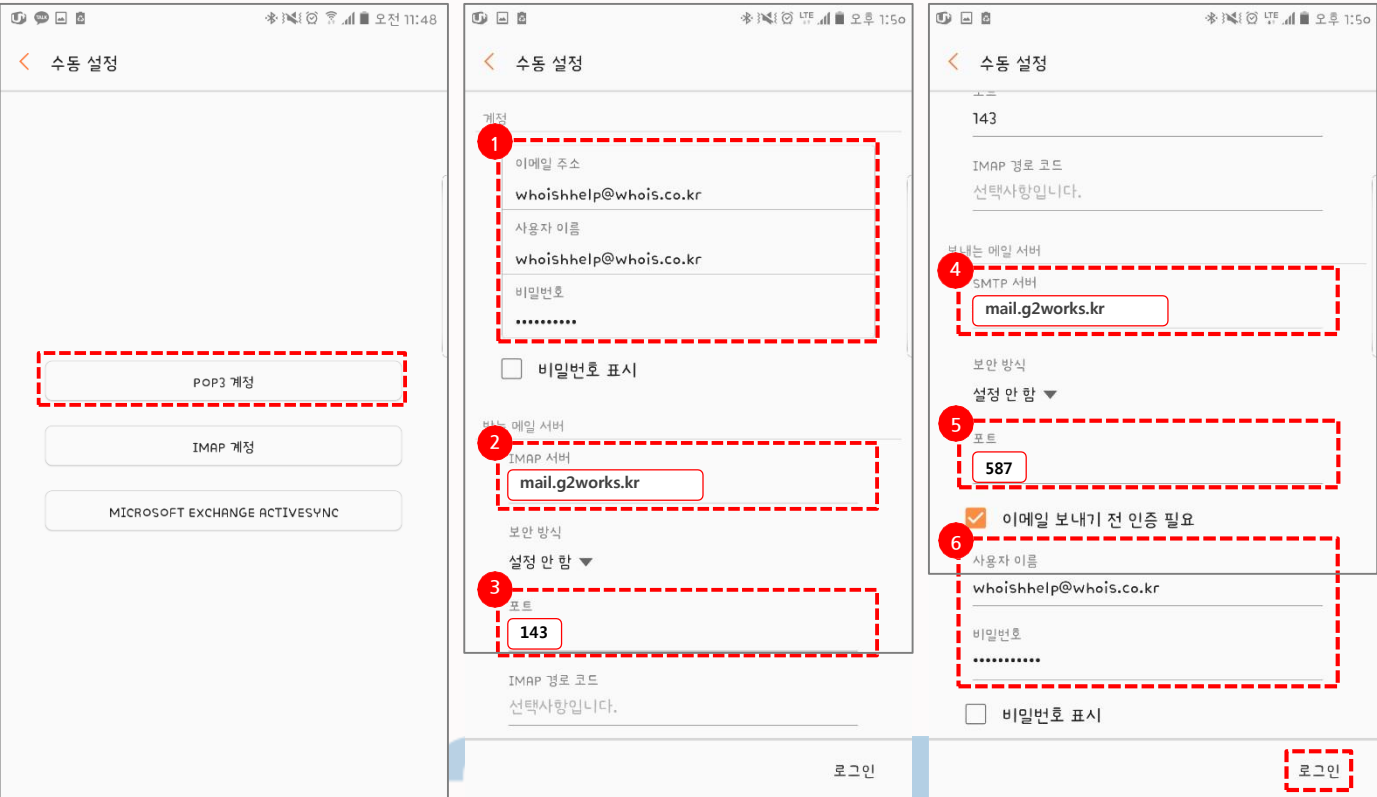 오전 11:48
수동 설정
POP3 계정
IMAP 계정
MICROSOFT EXCHANGE ACTIVESYNC
LTE
오후 1:50
수동 설정
계정
1
이메일 주소
whoishhelp@whois.co.kr
사용자 이름
whoishhelp@whois.co.kr
비밀번호
••••••••••
비밀번호 표시
받는 메일 서버
2
IMAP 서버
mail.g2works.kr
보안 방식
설정 안 함
3
포트
143
IMAP 경로 코드
선택사항입니다.
로그인
LTE
오후 1:50
수동 설정
포트
143
IMAP 경로 코드
선택사항입니다.
보내는 메일 서버
4
SMTP 서버
mail.g2works.kr
보안 방식
설정 안 함
5
포트
587
이메일 보내기 전 인증 필요
6
사용자 이름
whoishhelp@whois.co.kr
비밀번호
•••••••••••
비밀번호 표시
로그인